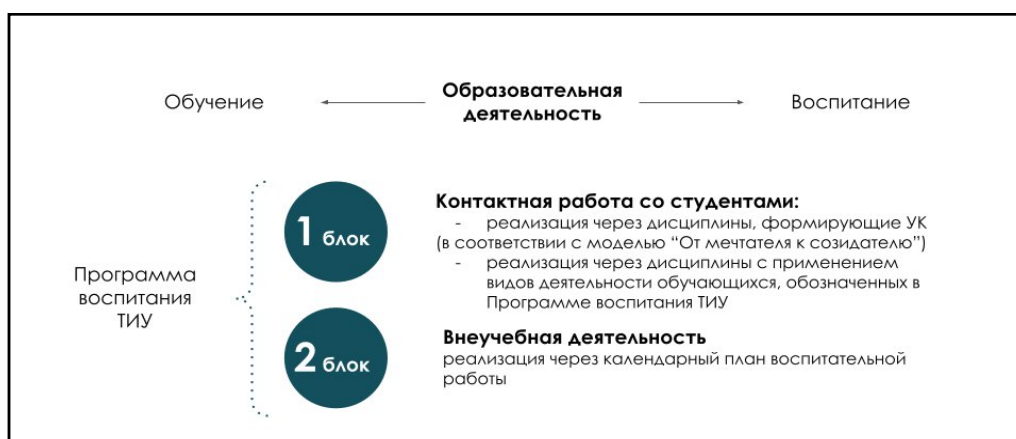 Обучение
Образовательная
деятельность
Воспитание
Программа
воспитания
ТИУ
1 блок
Контактная работа со студентами:
- реализация через дисциплины, формирующие УК
(в соответствии с моделью “От мечтателя к созидателю”)
- реализация через дисциплины с применением
видов деятельности обучающихся, обозначенных в
Программе воспитания ТИУ
2 блок
Внеучебная деятельность
реализация через календарный план воспитательной
работы